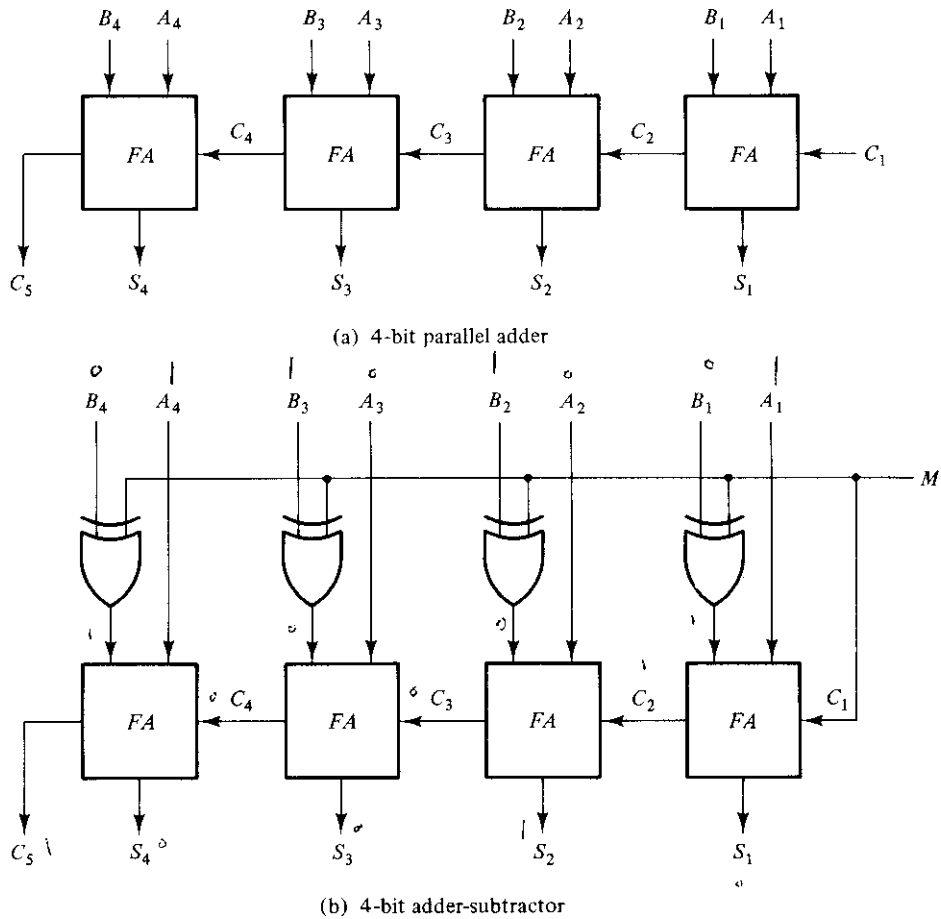 B4 A4 B3 A3 B2 A2 B1 A1
FA C4 FA C3 FA C2 FA C1
C5 S4 S3 S2 S1
(a) 4-bit parallel adder
0 1 1 0 1 0 0 1
B4 A4 B3 A3 B2 A2 B1 A1
M
1 0 0 1
FA 0 C4 FA 0 C3 FA 1 C2 FA C1
C5 1 S4 0 S3 0 1 S2 S1
0
(b) 4-bit adder-subtractor